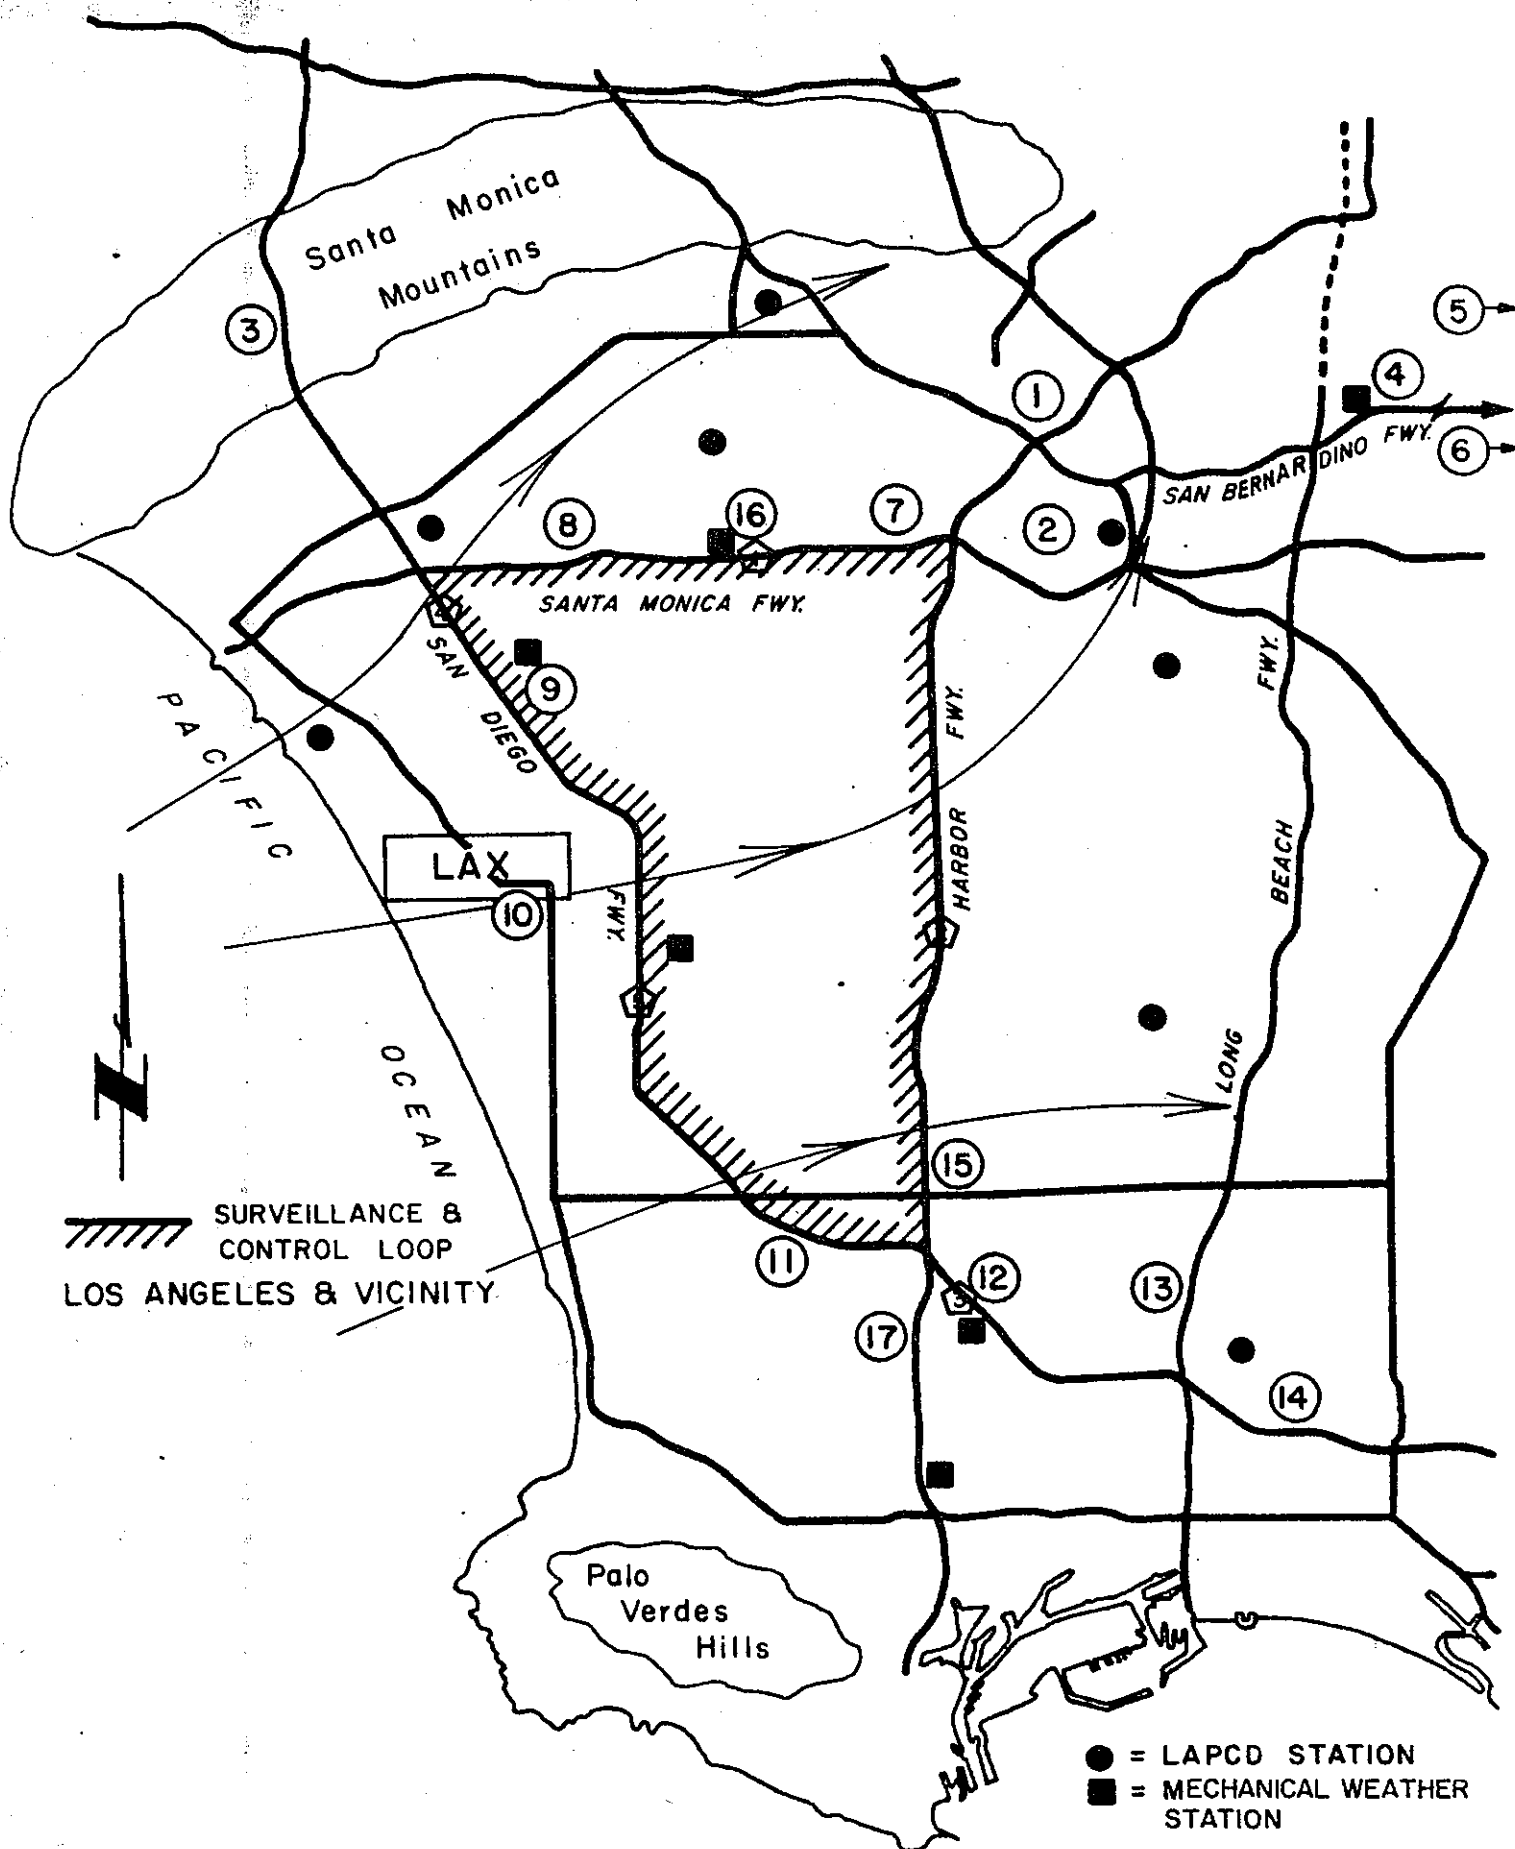 Santa Monica
Mountains
3
5
4
1
SAN BERNARDINO FWY.
6
16
7
8
2
SANTA MONICA FWY.
SAN DIEGO FWY.
9
PACIFIC OCEAN
HARBOR FWY.
LONG BEACH FWY.
LAX
10
15
11
12
3
13
17
14
SURVEILLANCE &
CONTROL LOOP
LOS ANGELES & VICINITY
Palo
Verdes
Hills
= LAPCD STATION
= MECHANICAL WEATHER
STATION